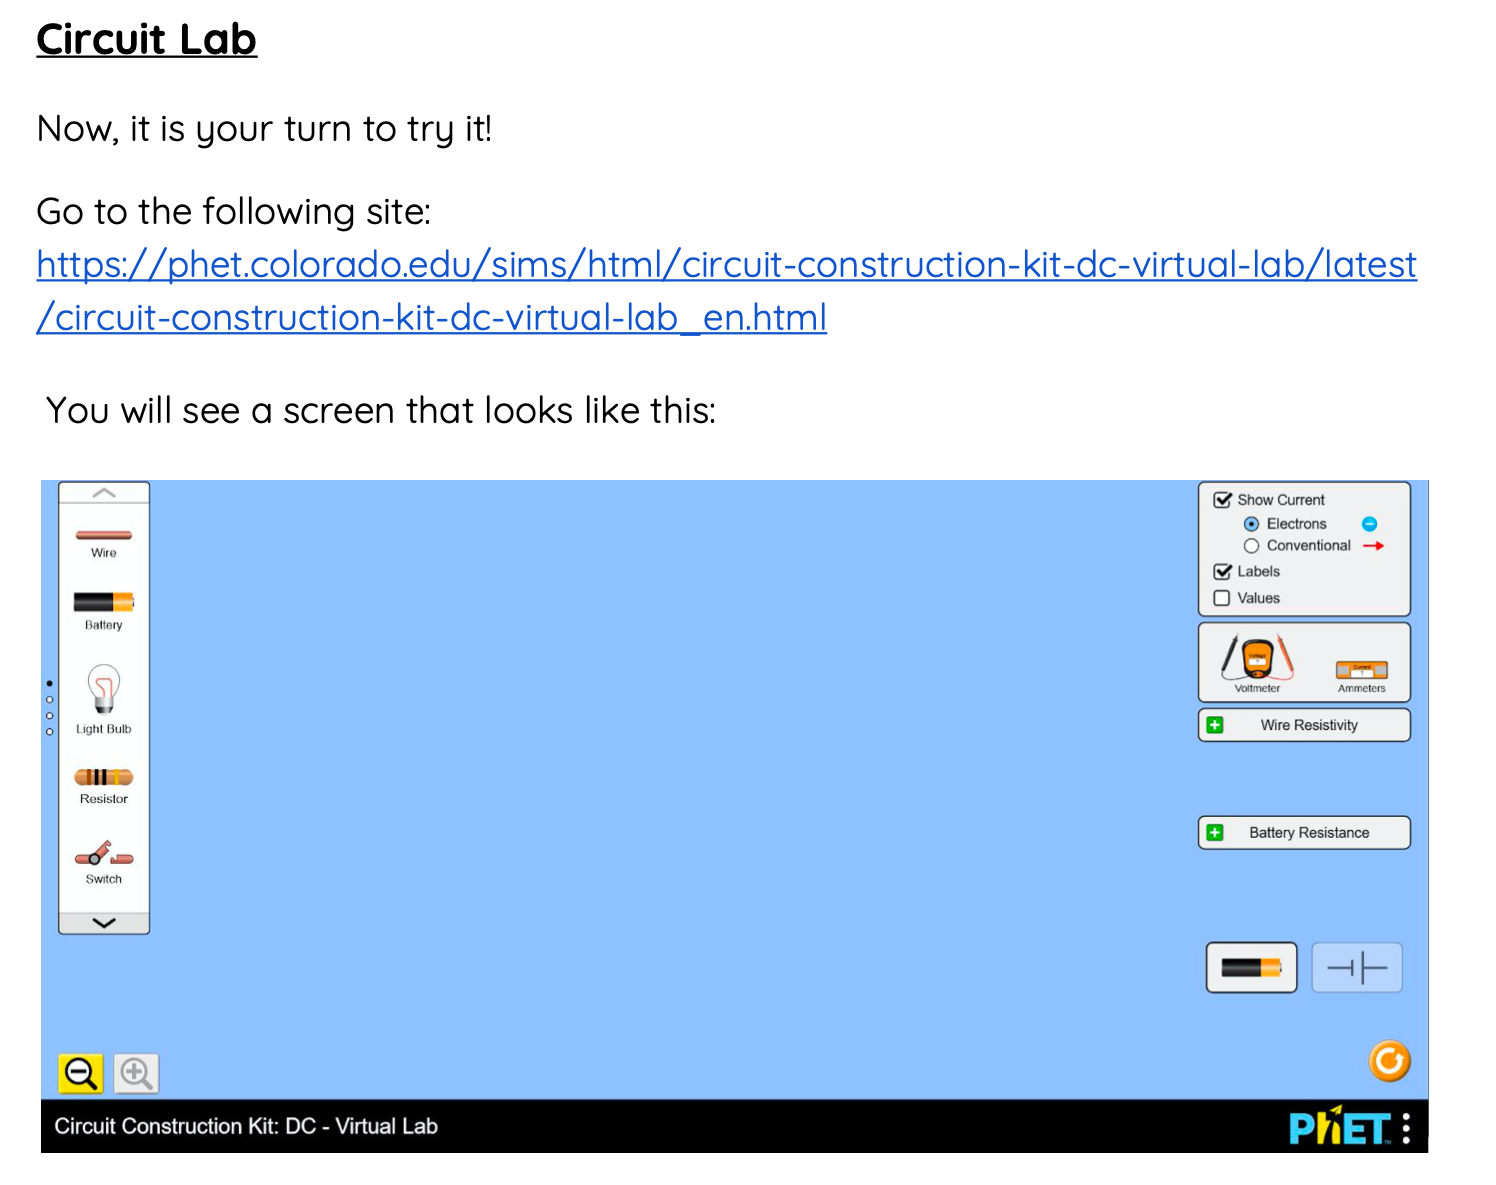 Circuit Lab
Now, it is your turn to try it!
Go to the following site:
https://phet.colorado.edu/sims/html/circuit-construction-kit-dc-virtual-lab/latest
/circuit-construction-kit-dc-virtual-lab_en.html
You will see a screen that looks like this:
Wire
Battery
Light Bulb
Resistor
Switch
Show Current
Electrons
Conventional
Labels
Values
Voltage
?
Voltmeter
Current
?
Ammeters
Wire Resistivity
Battery Resistance
Circuit Construction Kit: DC - Virtual Lab
PhET